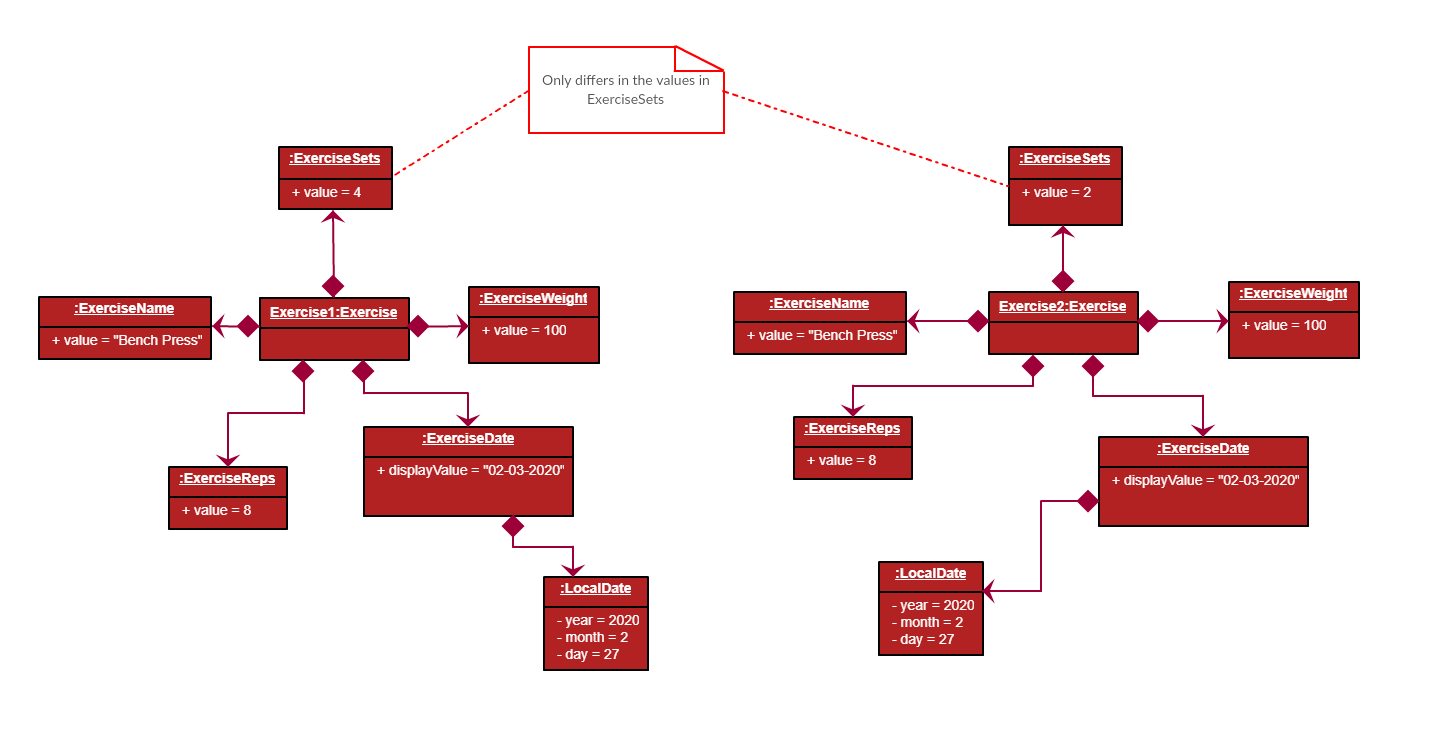 Only differs in the values in
ExerciseSets
:ExerciseSets
+ value = 4
:ExerciseName
+ value = "Bench Press"
Exercise1:Exercise
:ExerciseWeight
+ value = 100
:ExerciseReps
+ value = 8
:ExerciseDate
+ displayValue = "02-03-2020"
:LocalDate
- year = 2020
- month = 2
- day = 27
:ExerciseSets
+ value = 2
:ExerciseName
+ value = "Bench Press"
Exercise2:Exercise
:ExerciseWeight
+ value = 100
:ExerciseReps
+ value = 8
:ExerciseDate
+ displayValue = "02-03-2020"
:LocalDate
- year = 2020
- month = 2
- day = 27